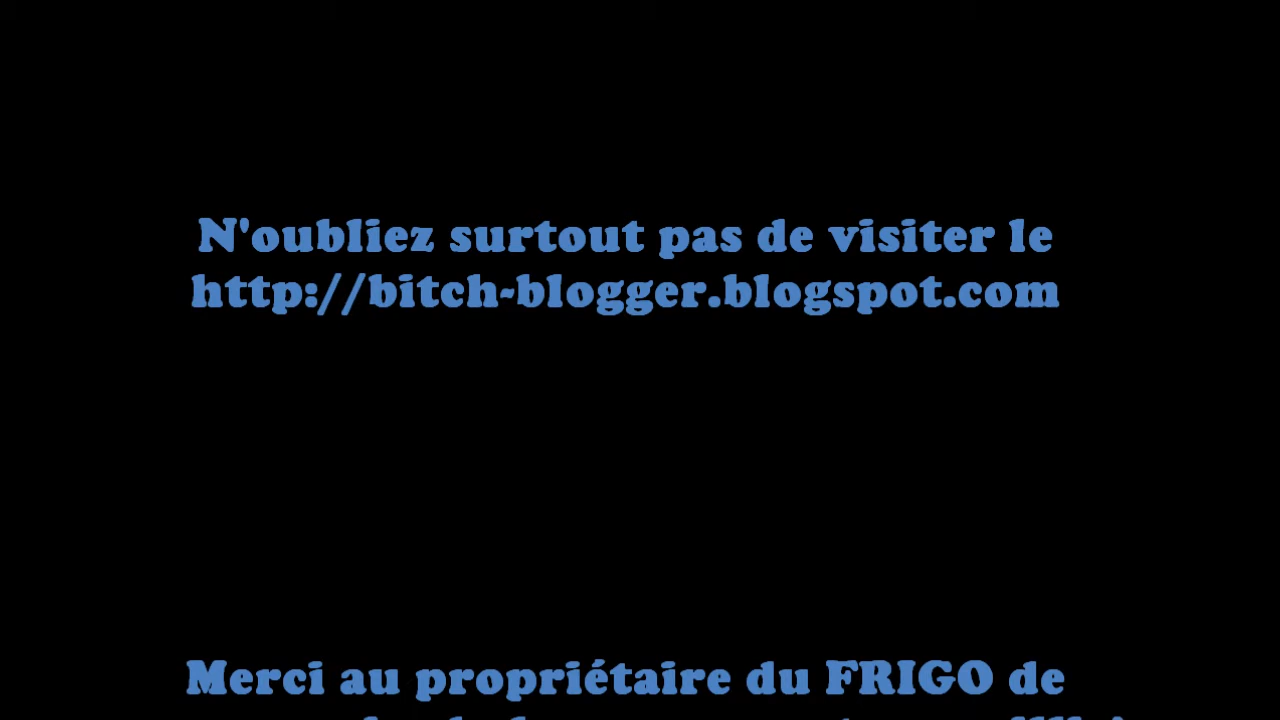 N'oubliez surtout pas de visiter le
http://bitch-blogger.blogspot.com
Merci au propriétaire du FRIGO de